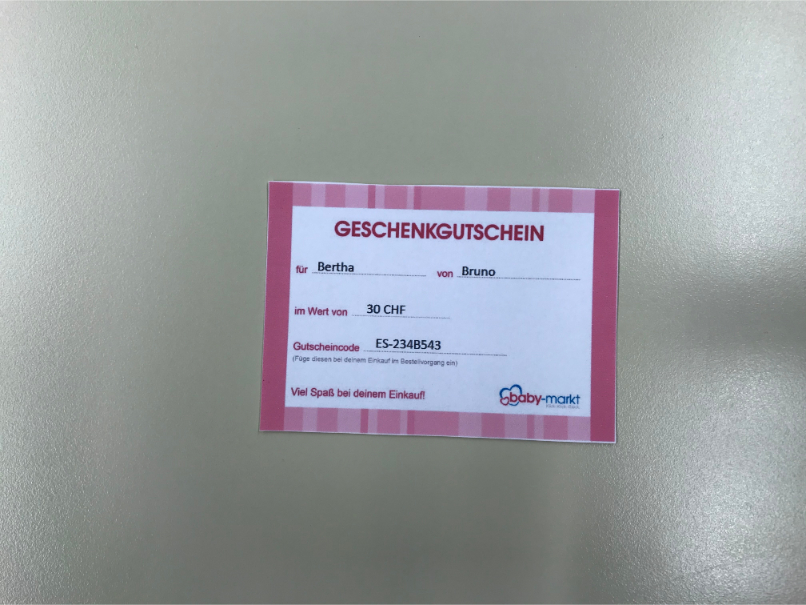 GESCHENKGUTSCHEIN
für Bertha von Bruno
im Wert von 30 CHF
Gutscheincode ES-234B543
(Füge diesen bei deinem Einkauf im Bestellvorgang ein)
Viel Spaß bei deinem Einkauf!
baby-markt